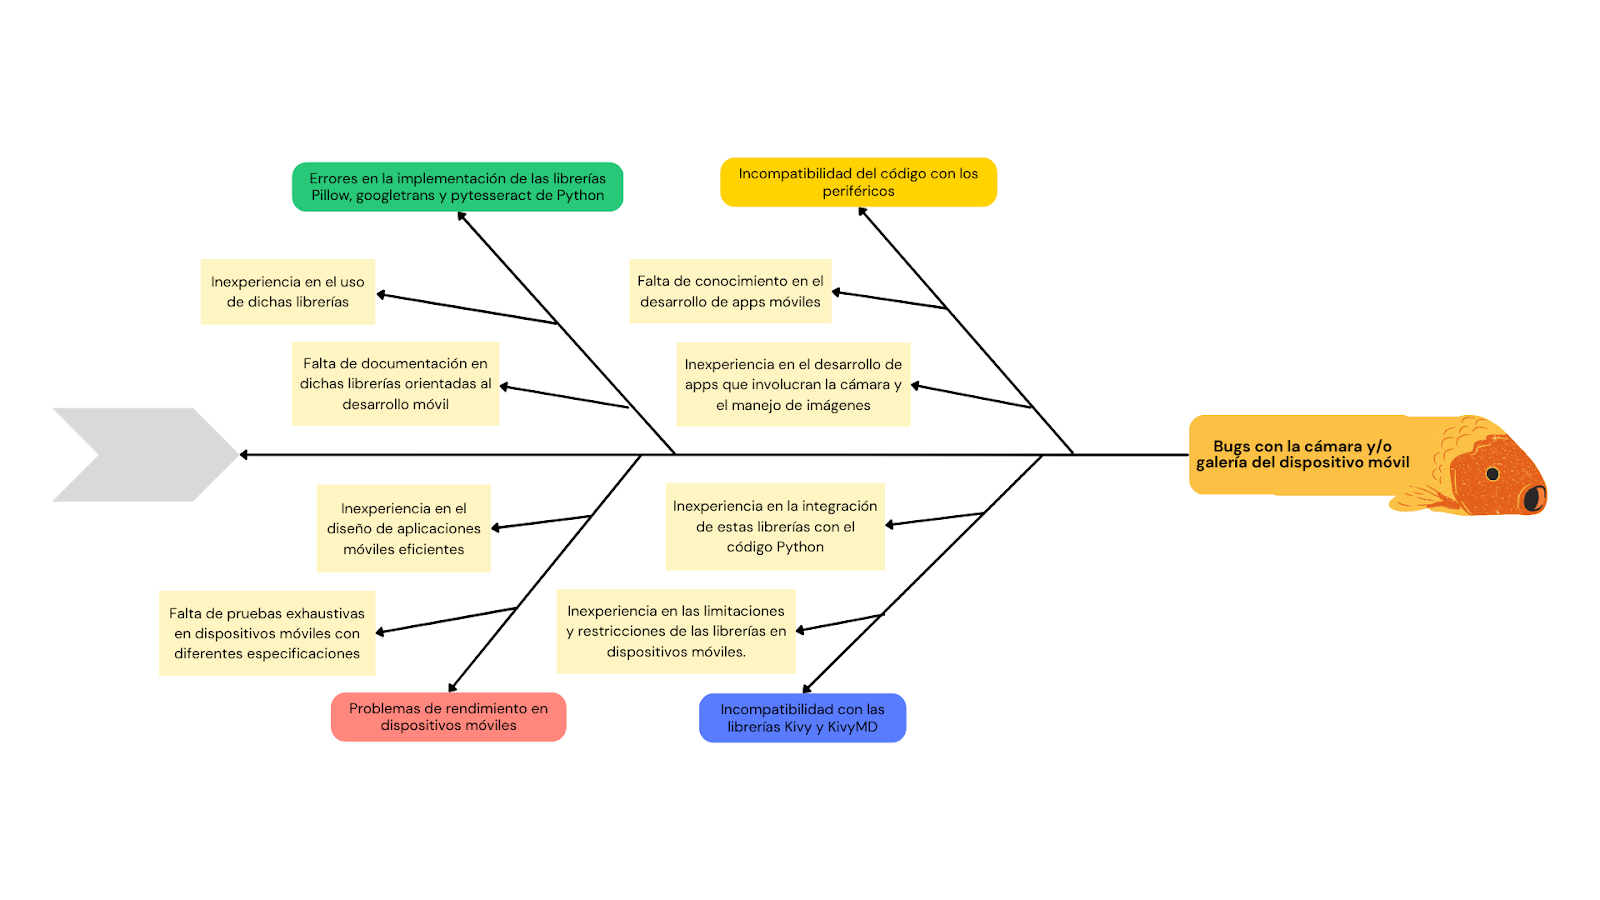 Errores en la implementación de las librerías
Pillow, googletrans y pytesseract de Python
Incompatibilidad del código con los
periféricos
Inexperiencia en el uso
de dichas librerías
Falta de conocimiento en el
desarrollo de apps móviles
Falta de documentación en
dichas librerías orientadas al
desarrollo móvil
Inexperiencia en el desarrollo de
apps que involucran la cámara y
el manejo de imágenes
Bugs con la cámara y/o
galería del dispositivo móvil
Inexperiencia en el
diseño de aplicaciones
móviles eficientes
Inexperiencia en la integración
de estas librerías con el
código Python
Falta de pruebas exhaustivas
en dispositivos móviles con
diferentes especificaciones
Inexperiencia en las limitaciones
y restricciones de las librerías en
dispositivos móviles.
Problemas de rendimiento en
dispositivos móviles
Incompatibilidad con las
librerías Kivy y KivyMD